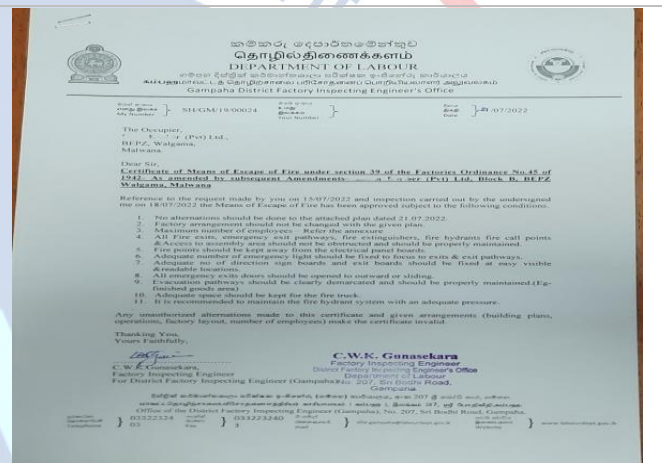 කම්කරු දෙපාර්තමේන්තුව
தொழில்திணைக்களம்
DEPARTMENT OF LABOUR
Gampaha District Factory Inspecting Engineer's Office
My Number } SH/GM/19/00024 Your Number } Date } 21/07/2022
The Occupier,
(Pvt) Ltd.,
BEPZ, Walgama,
Malwana.
Dear Sir,
Certificate of Means of Escape of Fire under section 39 of the Factories Ordinance No.45 of
1942- As amended by subsequent Amendments- (Pvt) Ltd, Block B, BEPZ
Walgama, Malwana
Reference to the request made by you on 13/07/2022 and inspection carried out by the undersigned
me on 18/07/2022 the Means of Escape of Fire has been approved subject to the following conditions.
1. No alternations should be done to the attached plan dated 21.07.2022.
2. Factory arrangement should not be changed with the given plan.
3. Maximum number of employees - Refer the annexure
4. All Fire exits, emergency exit pathways, fire extinguishers, fire hydrants fire call points
&Access to assembly area should not be obstructed and should be properly maintained.
5. Fire points should be kept away from the electrical panel boards.
6. Adequate number of emergency light should be fixed to focus to exits & exit pathways.
7. Adequate no of direction sign boards and exit boards should be fixed at easy visible
&readable locations.
8. All emergency exits doors should be opened to outward or sliding.
9. Evacuation pathways should be clearly demarcated and should be properly maintained.(Eg-
finished goods area)
10. Adequate space should be kept for the fire truck.
11. It is recommended to maintain the fire hydrant system with an adequate pressure.
Any unauthorized alternations made to this certificate and given arrangements (building plans,
operations, factory layout, number of employees) make the certificate invalid.
Thanking You,
Yours Faithfully,
C.W.K. Gunasekara,
Factory Inspecting Engineer
For District Factory Inspecting Engineer (Gampaha)
C.W.K. Gunasekara
Factory Inspecting Engineer
District Factory Inspecting Engineer's Office
Department of Labour
No. 207, Sri Bodhi Road,
Gampaha.
Office of the District Factory Inspecting Engineer (Gampaha), No. 207, Sri Bodhi Road, Gampaha.